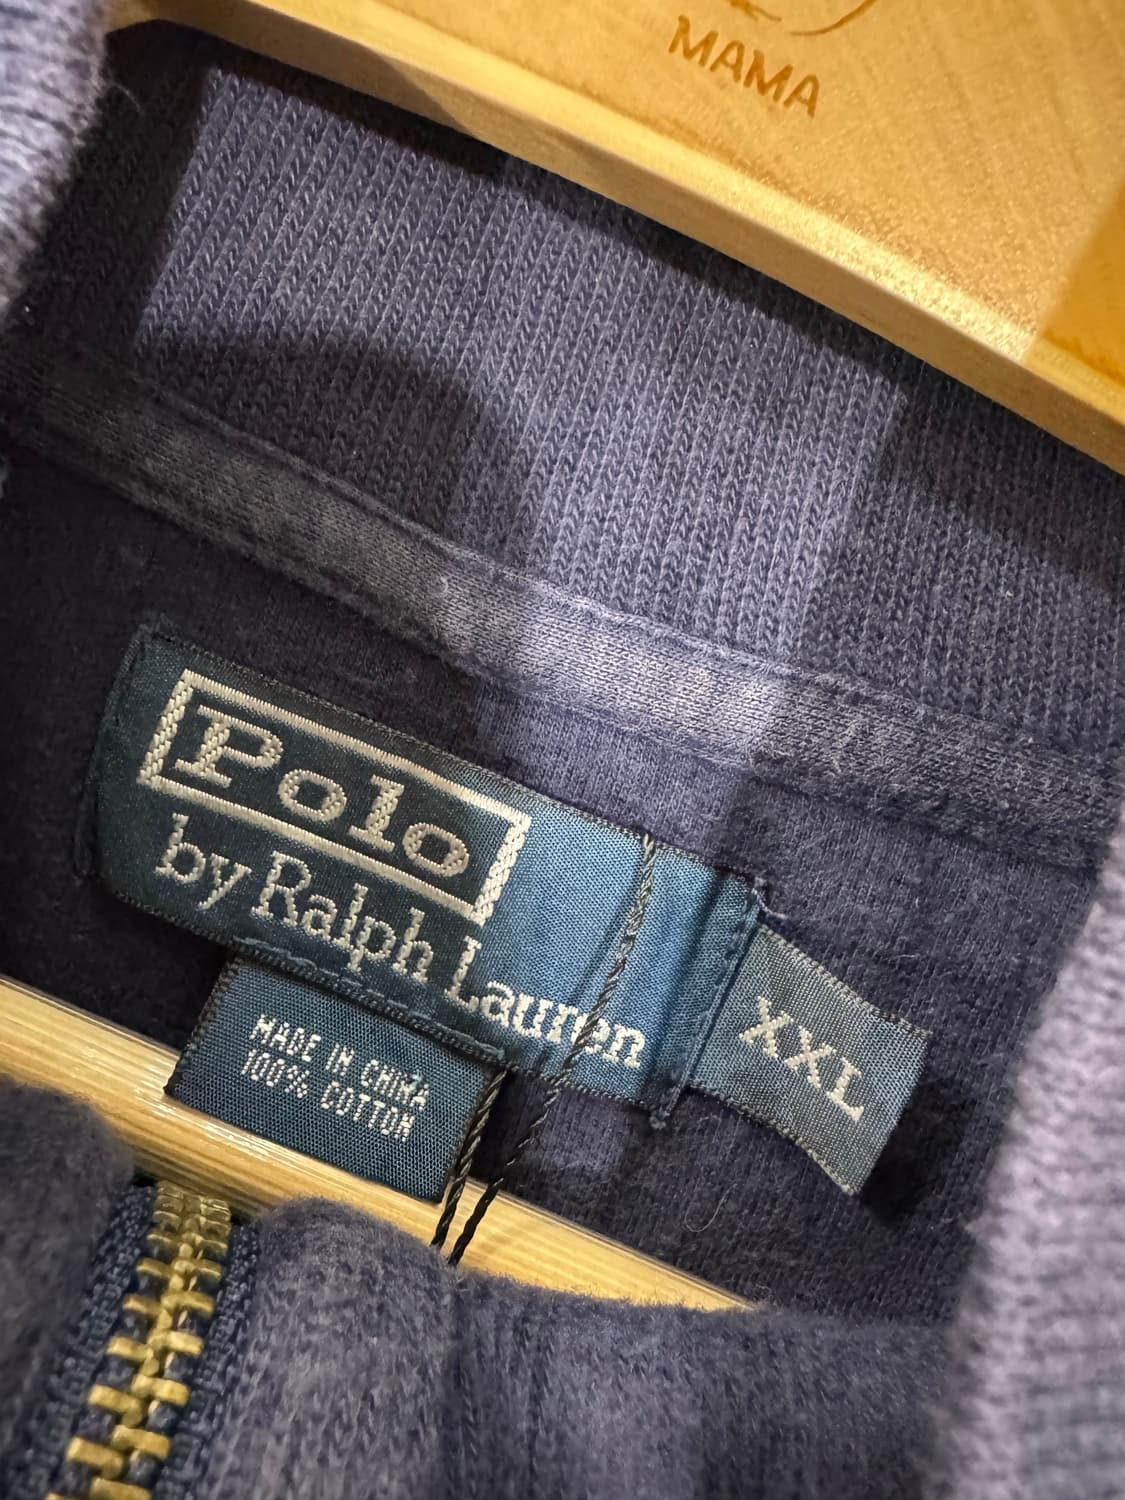 MAMA
Polo
by Ralph Lauren
XXL
MADE IN CHINA
100% COTTON